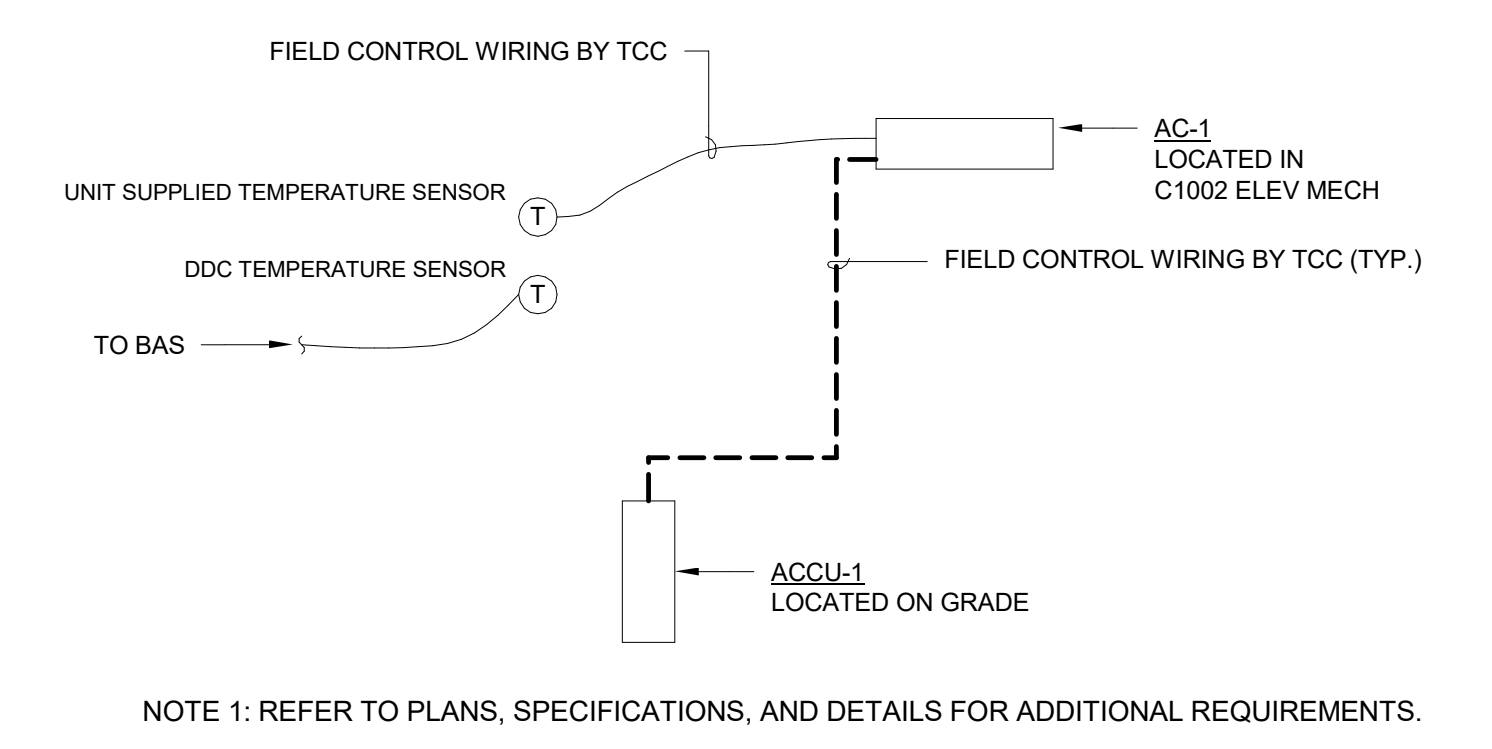 FIELD CONTROL WIRING BY TCC
AC-1
LOCATED IN
C1002 ELEV MECH
UNIT SUPPLIED TEMPERATURE SENSOR
T
FIELD CONTROL WIRING BY TCC (TYP.)
DDC TEMPERATURE SENSOR
T
TO BAS
ACCU-1
LOCATED ON GRADE
NOTE 1: REFER TO PLANS, SPECIFICATIONS, AND DETAILS FOR ADDITIONAL REQUIREMENTS.